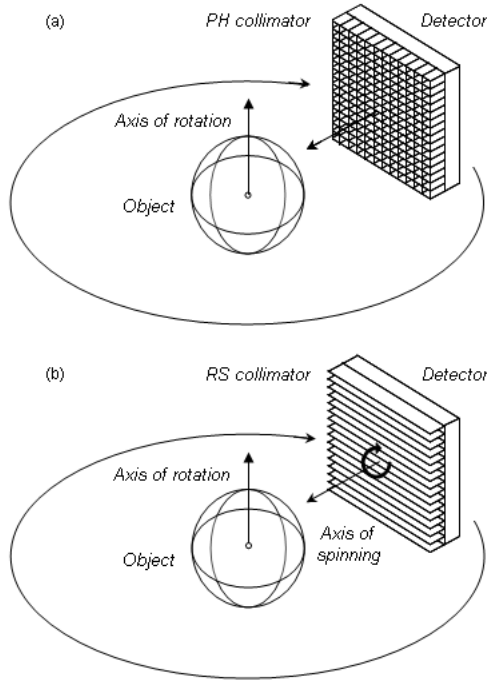 (a)
PH collimator
Detector
Axis of rotation
Object
(b)
RS collimator
Detector
Axis of rotation
Object
Axis of
spinning